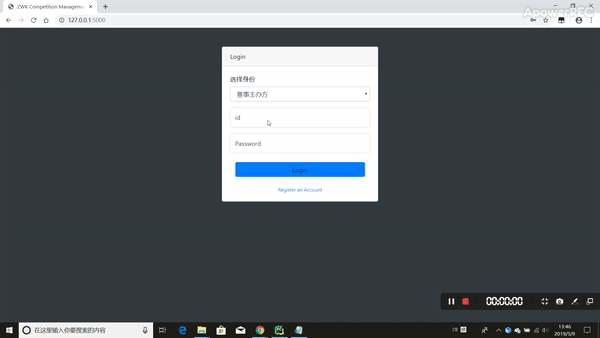 ZWK Competition Managem
ApowerREC
127.0.0.1:5000
Login
选择身份
赛事主办方
id
Password
Login
Register an Account
00:00:00
在这里输入你要搜索的内容
13:46
2019/5/9